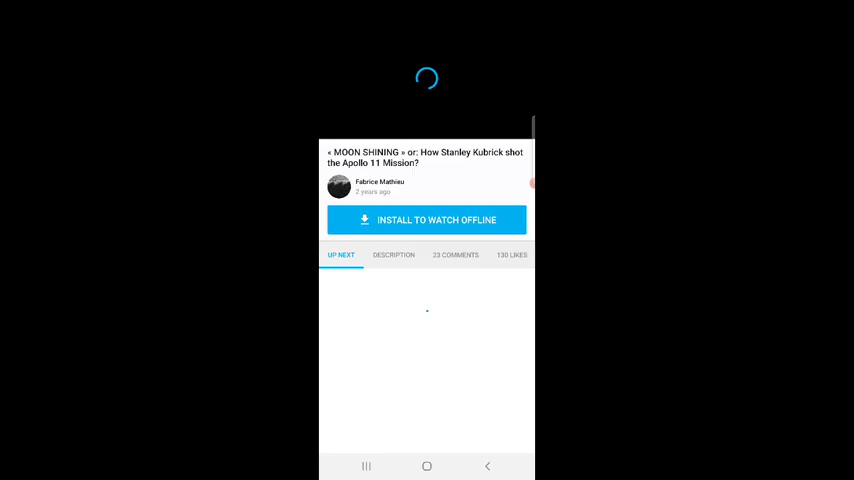 « MOON SHINING » or: How Stanley Kubrick shot
the Apollo 11 Mission?
Fabrice Mathieu
2 years ago
INSTALL TO WATCH OFFLINE
UP NEXT DESCRIPTION 23 COMMENTS 130 LIKES